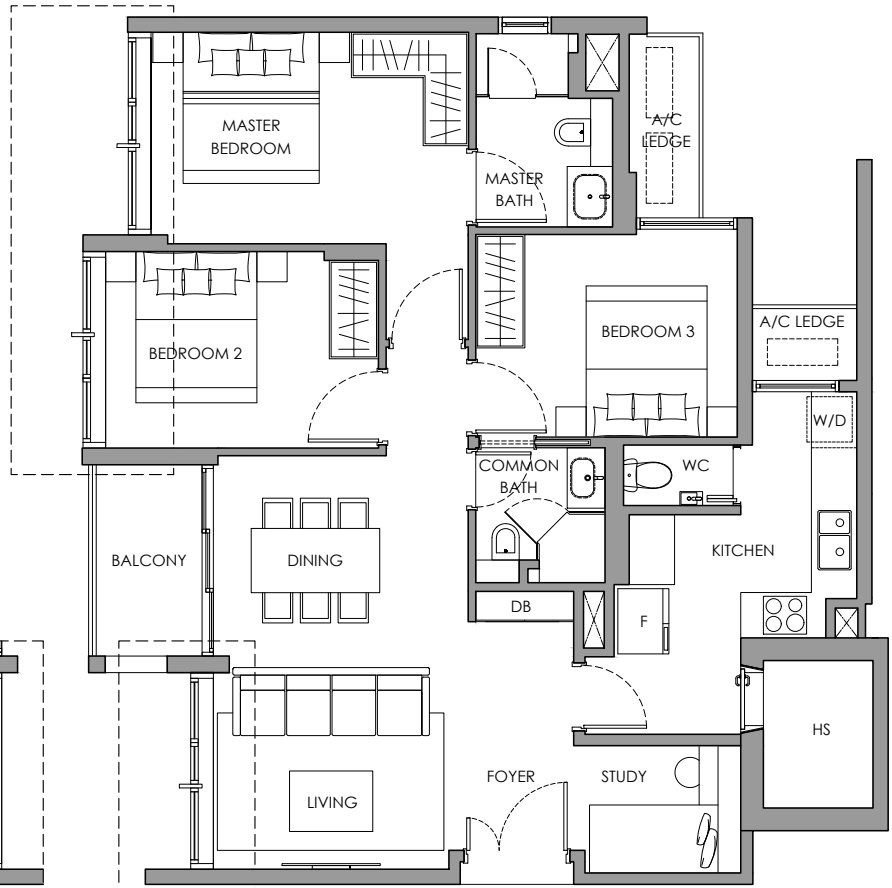 MASTER
BEDROOM
A/C
LEDGE
MASTER
BATH
A/C LEDGE
BEDROOM 2
BEDROOM 3
W/D
COMMON
BATH
WC
BALCONY
DINING
KITCHEN
DB
F
HS
FOYER
STUDY
LIVING